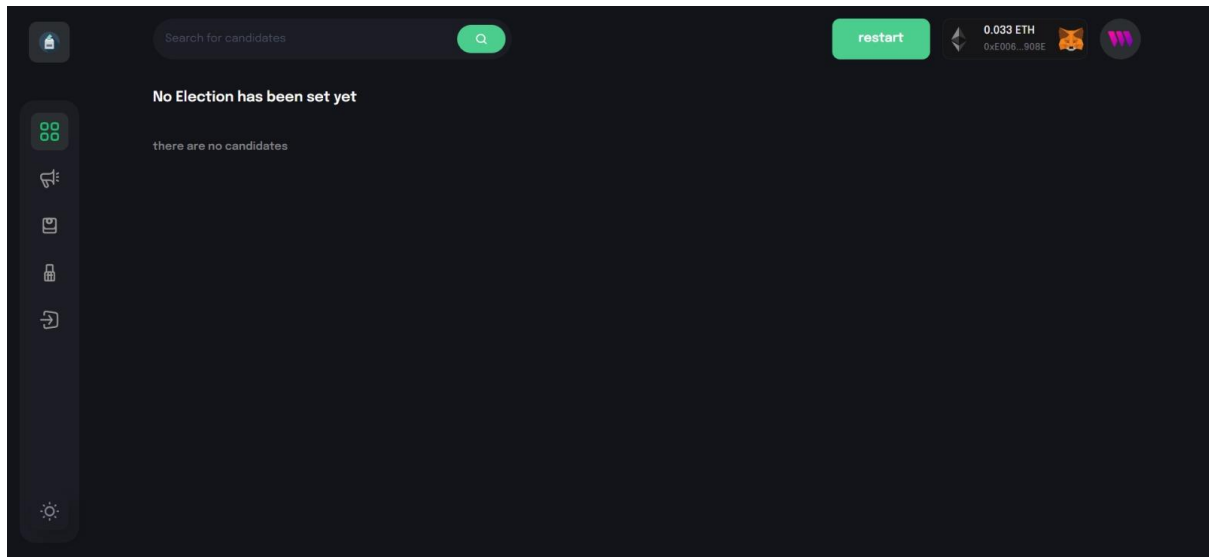 Search for candidates
restart
0.033 ETH
0xE006...908E
No Election has been set yet
there are no candidates